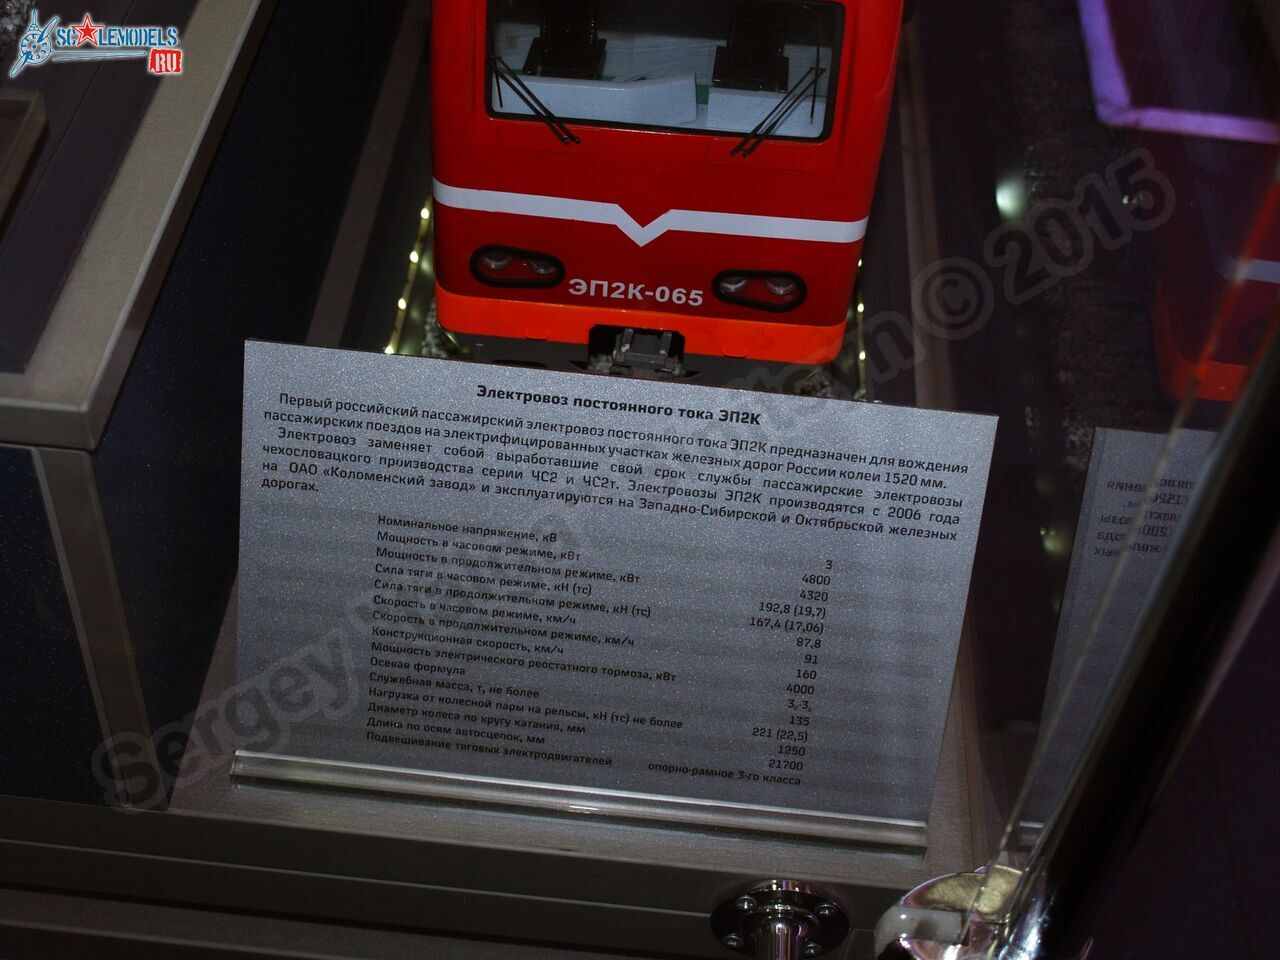 SCALEMODELS
RU
© 2015
ЭП2К-065
Электровоз постоянного тока ЭП2К
Первый российский пассажирский электровоз постоянного тока ЭП2К предназначен для вождения
пассажирских поездов на электрифицированных участках железных дорог России колеи 1520 мм.
Электровоз заменяет собой выработавшие свой срок службы пассажирские электровозы
чехословацкого производства серии ЧС2 и ЧС2т. Электровозы ЭП2К производятся с 2006 года
на ОАО «Коломенский завод» и эксплуатируются на Западно-Сибирской и Октябрьской железных
дорогах.
Номинальное напряжение, кВ 3
Мощность в часовом режиме, кВт 4800
Мощность в продолжительном режиме, кВт 4320
Сила тяги в часовом режиме, кН (тс) 192,8 (19,7)
Сила тяги в продолжительном режиме, кН (тс) 167,4 (17,06)
Скорость в часовом режиме, км/ч 87,8
Скорость в продолжительном режиме, км/ч 91
Конструкционная скорость, км/ч 160
Мощность электрического реостатного тормоза, кВт 4000
Осевая формула 3₀-3₀
Служебная масса, т, не более 135
Нагрузка от колесной пары на рельсы, кН (тс) не более 221 (22,5)
Диаметр колеса по кругу катания, мм 1250
Длина по осям автосцепок, мм 21700
Подвешивание тяговых электродвигателей опорно-рамное 3-го класса
Sergey